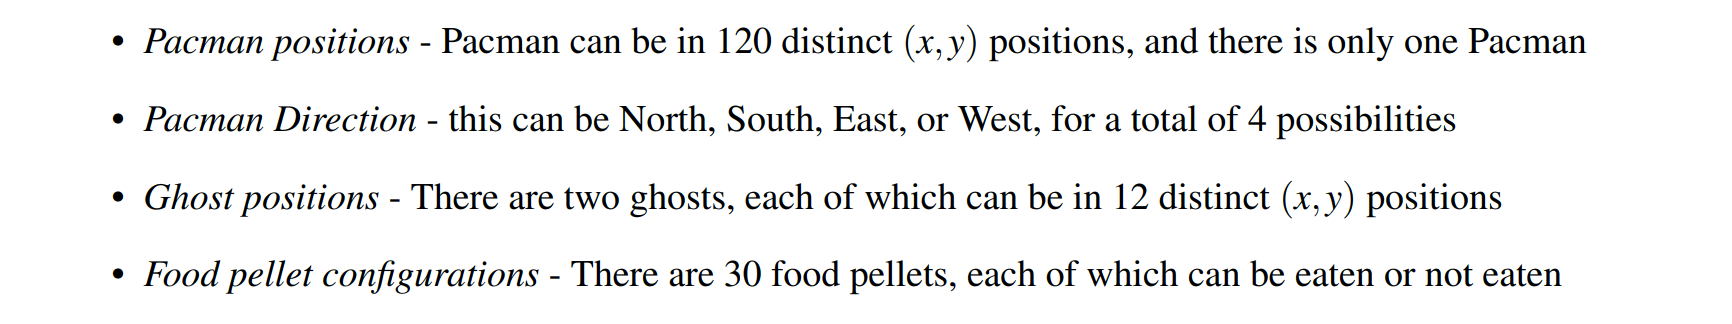 • Pacman positions - Pacman can be in 120 distinct (x, y) positions, and there is only one Pacman
• Pacman Direction - this can be North, South, East, or West, for a total of 4 possibilities
• Ghost positions - There are two ghosts, each of which can be in 12 distinct (x, y) positions
• Food pellet configurations - There are 30 food pellets, each of which can be eaten or not eaten